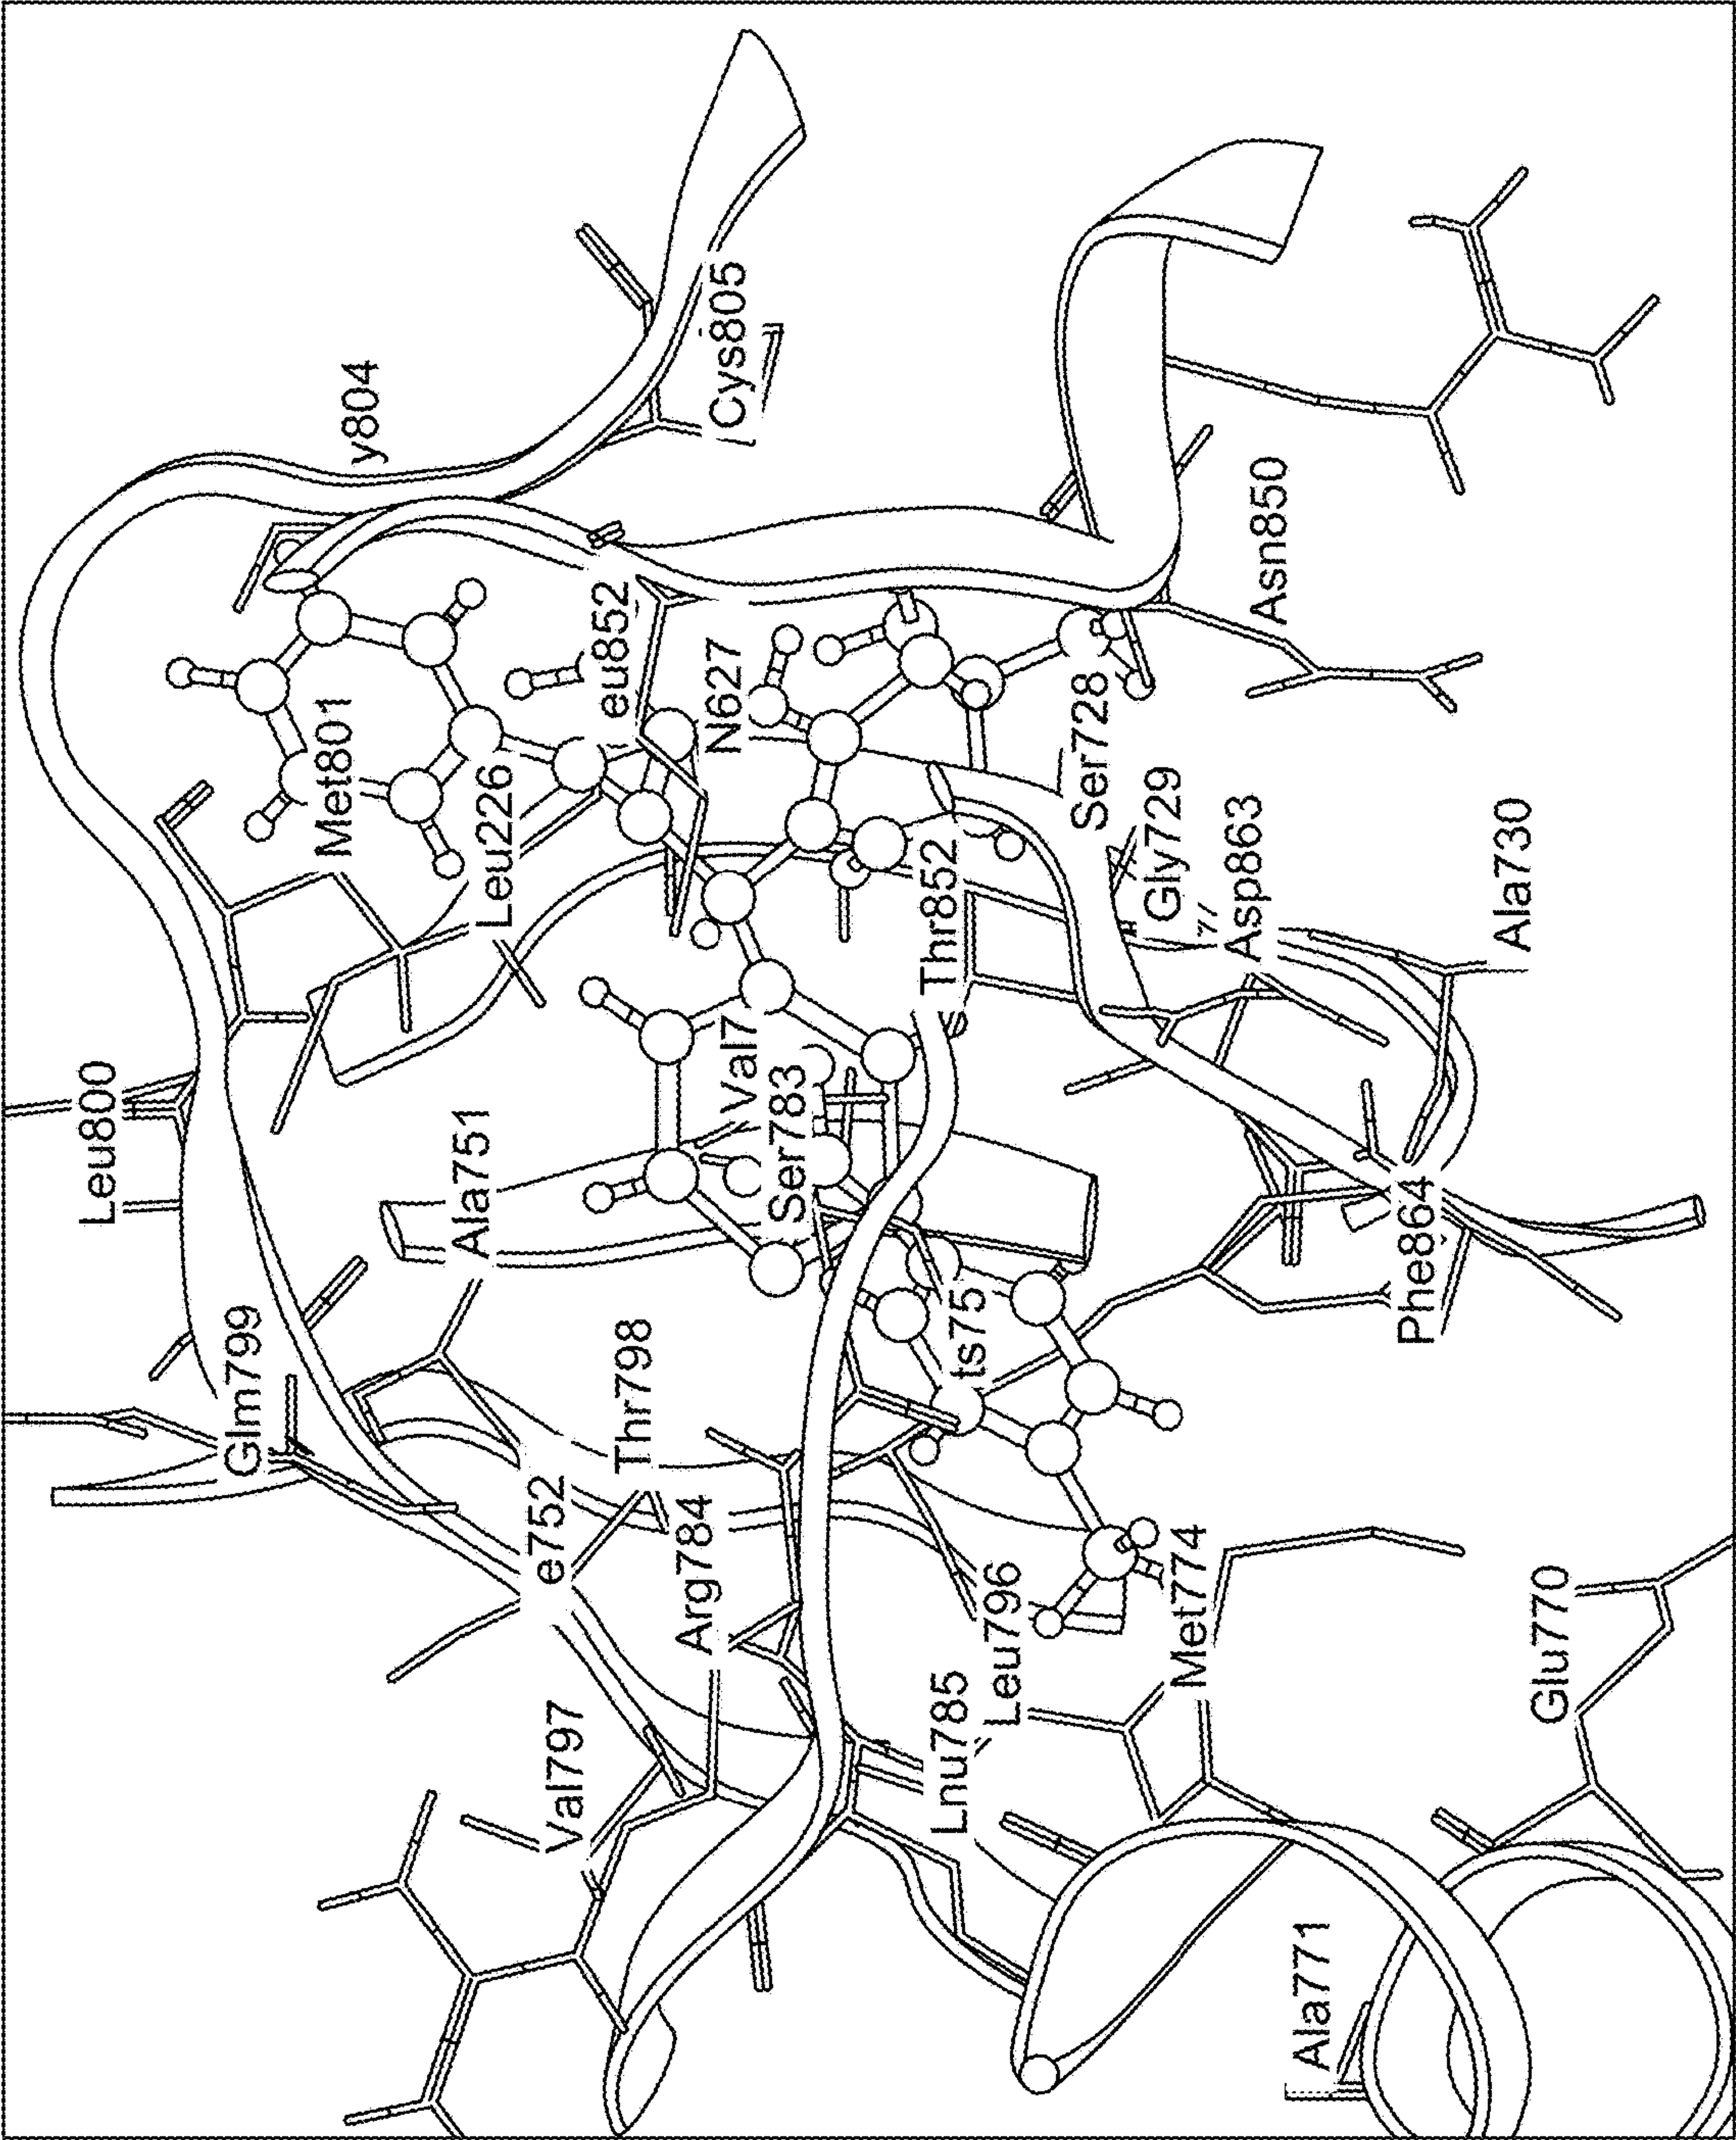 y804
Cys805
eu852
N627
Met801
Leu226
Asn850
Ser728
Gly729
Asp863
Ala730
Thr852
77
s
Leu800
Ala751
Val7
Ser783
Glm799
Thr798
ts75
Phe864
e752
Arg784
Leu796
Met774
Val797
Lnu785
Glu770
Ala771